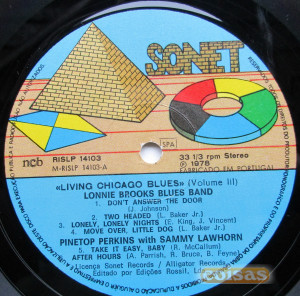 SONET
ncb
RISLP 14103
M-RISLP 14103-A
SPA
33 1/3 rpm Stereo
℗ 1978
FABRICADO EM PORTUGAL
«LIVING CHICAGO BLUES» (Volume III)
LONNIE BROOKS BLUES BAND
1. DON'T ANSWER THE DOOR
(J. Johnson)
2. TWO HEADED (L. Baker Jr.)
3. LONELY, LONELY NIGHTS (E. King, J. Vincent)
4. MOVE OVER, LITTLE DOG (L. Baker Jr.)
PINETOP PERKINS with SAMMY LAWHORN
5. TAKE IT EASY, BABY (R. McCallum)
AFTER HOURS (A. Parrish, R. Bruce, B. Feyne)
Licença Sonet Records / Alligator Records
Editado por Edições Rossil,
coisas